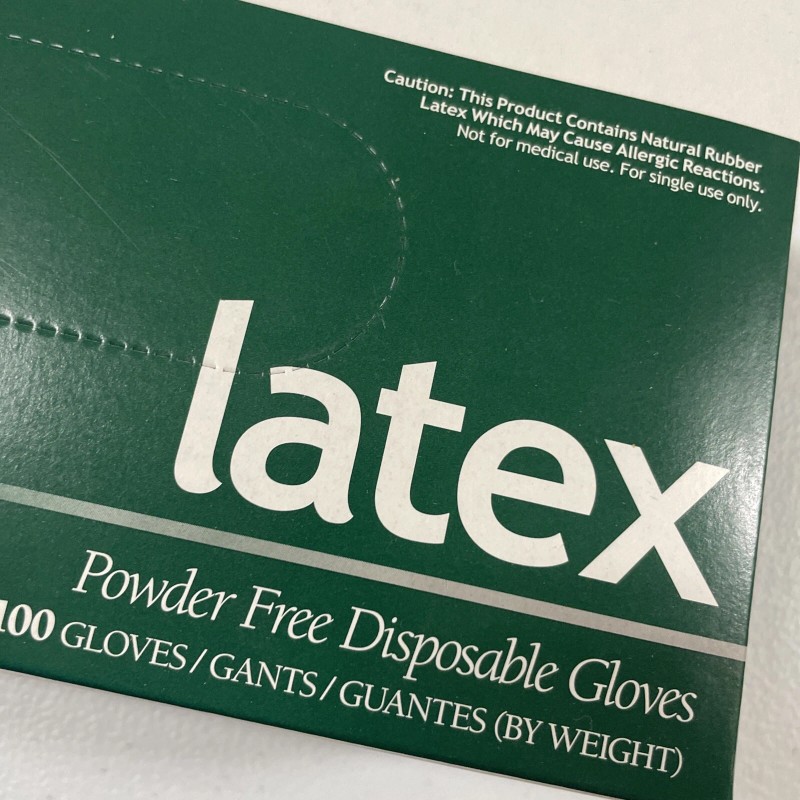 Caution: This Product Contains Natural Rubber
Latex Which May Cause Allergic Reactions.
Not for medical use. For single use only.
latex
Powder Free Disposable Gloves
100 GLOVES / GANTS / GUANTES (BY WEIGHT)